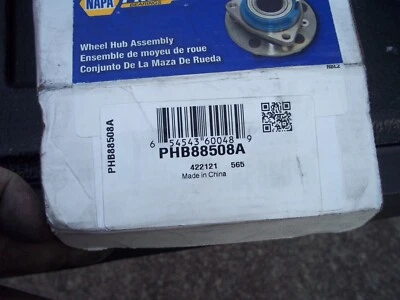 NAPA
BEARINGS
Wheel Hub Assembly
Ensemble de moyeu de roue
Conjunto De La Maza De Rueda
PHB88508A
6 54543 60048 9
PHB88508A
422121 565
Made in China